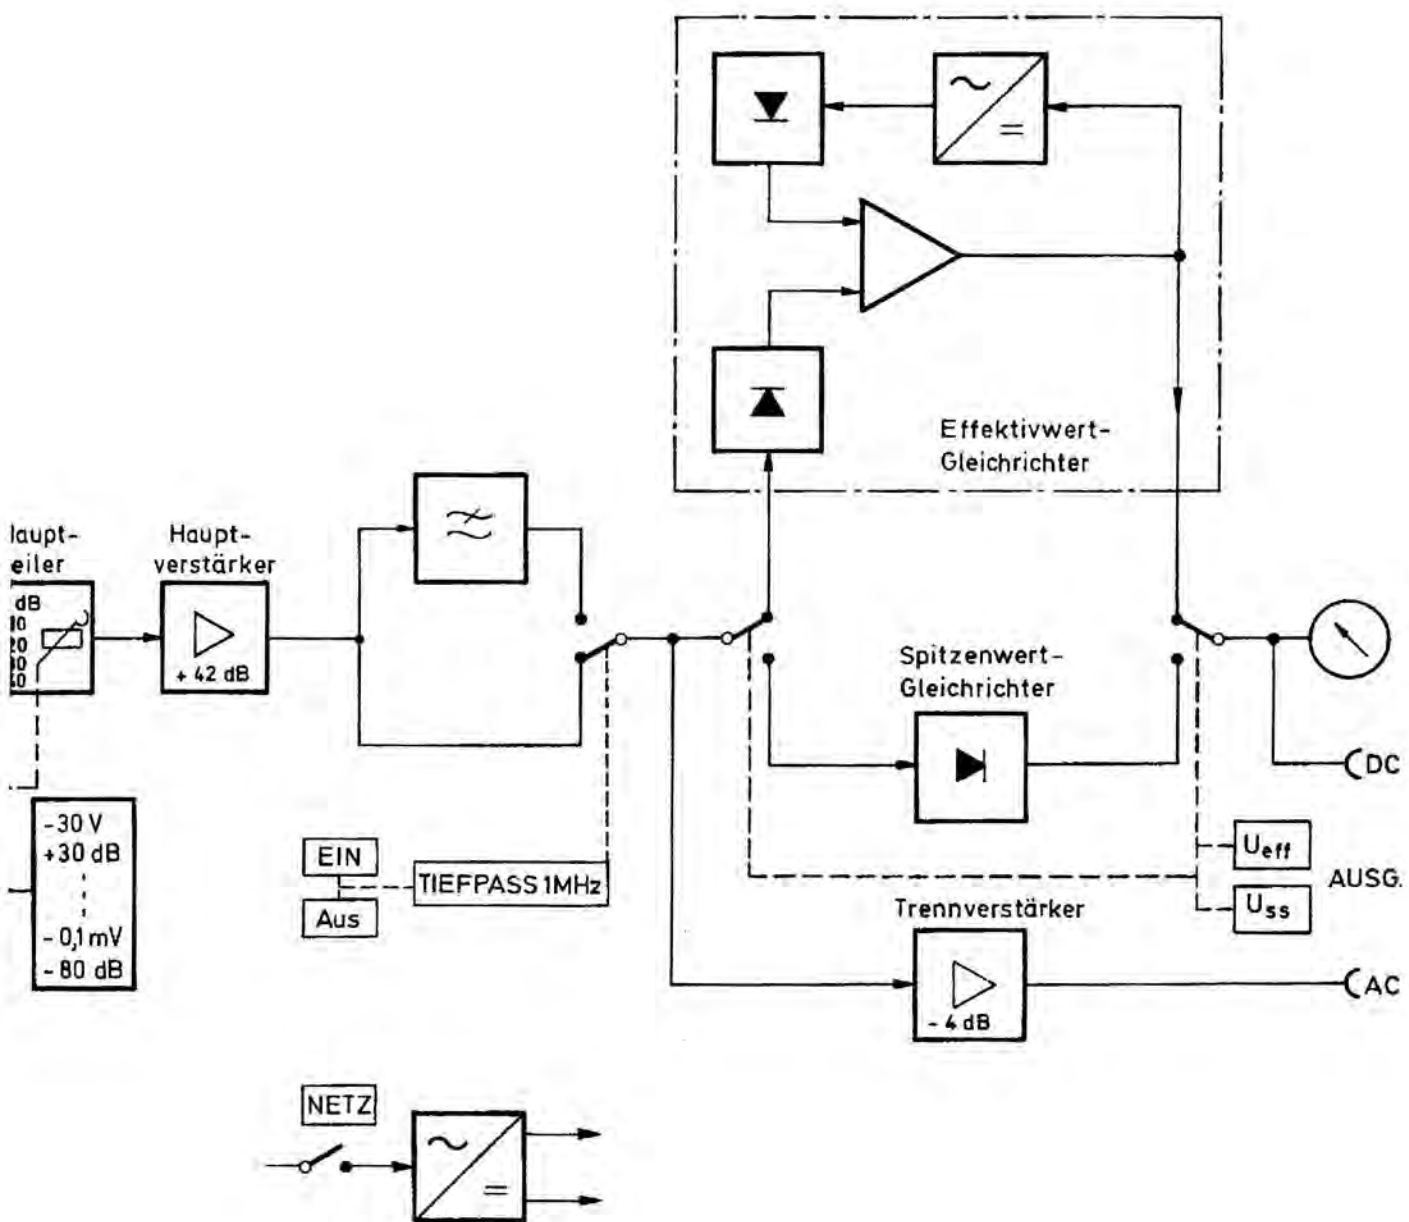 Effektivwert-
Gleichrichter
Haupt-
verstärker
+ 42 dB
dB
20
Spitzenwert-
Gleichrichter
DC
-30 V
+30 dB
- 0,1 mV
- 80 dB
EIN
Aus
TIEFPASS 1MHz
Ueff
Uss
AUSG.
Trennverstärker
- 4 dB
AC
NETZ